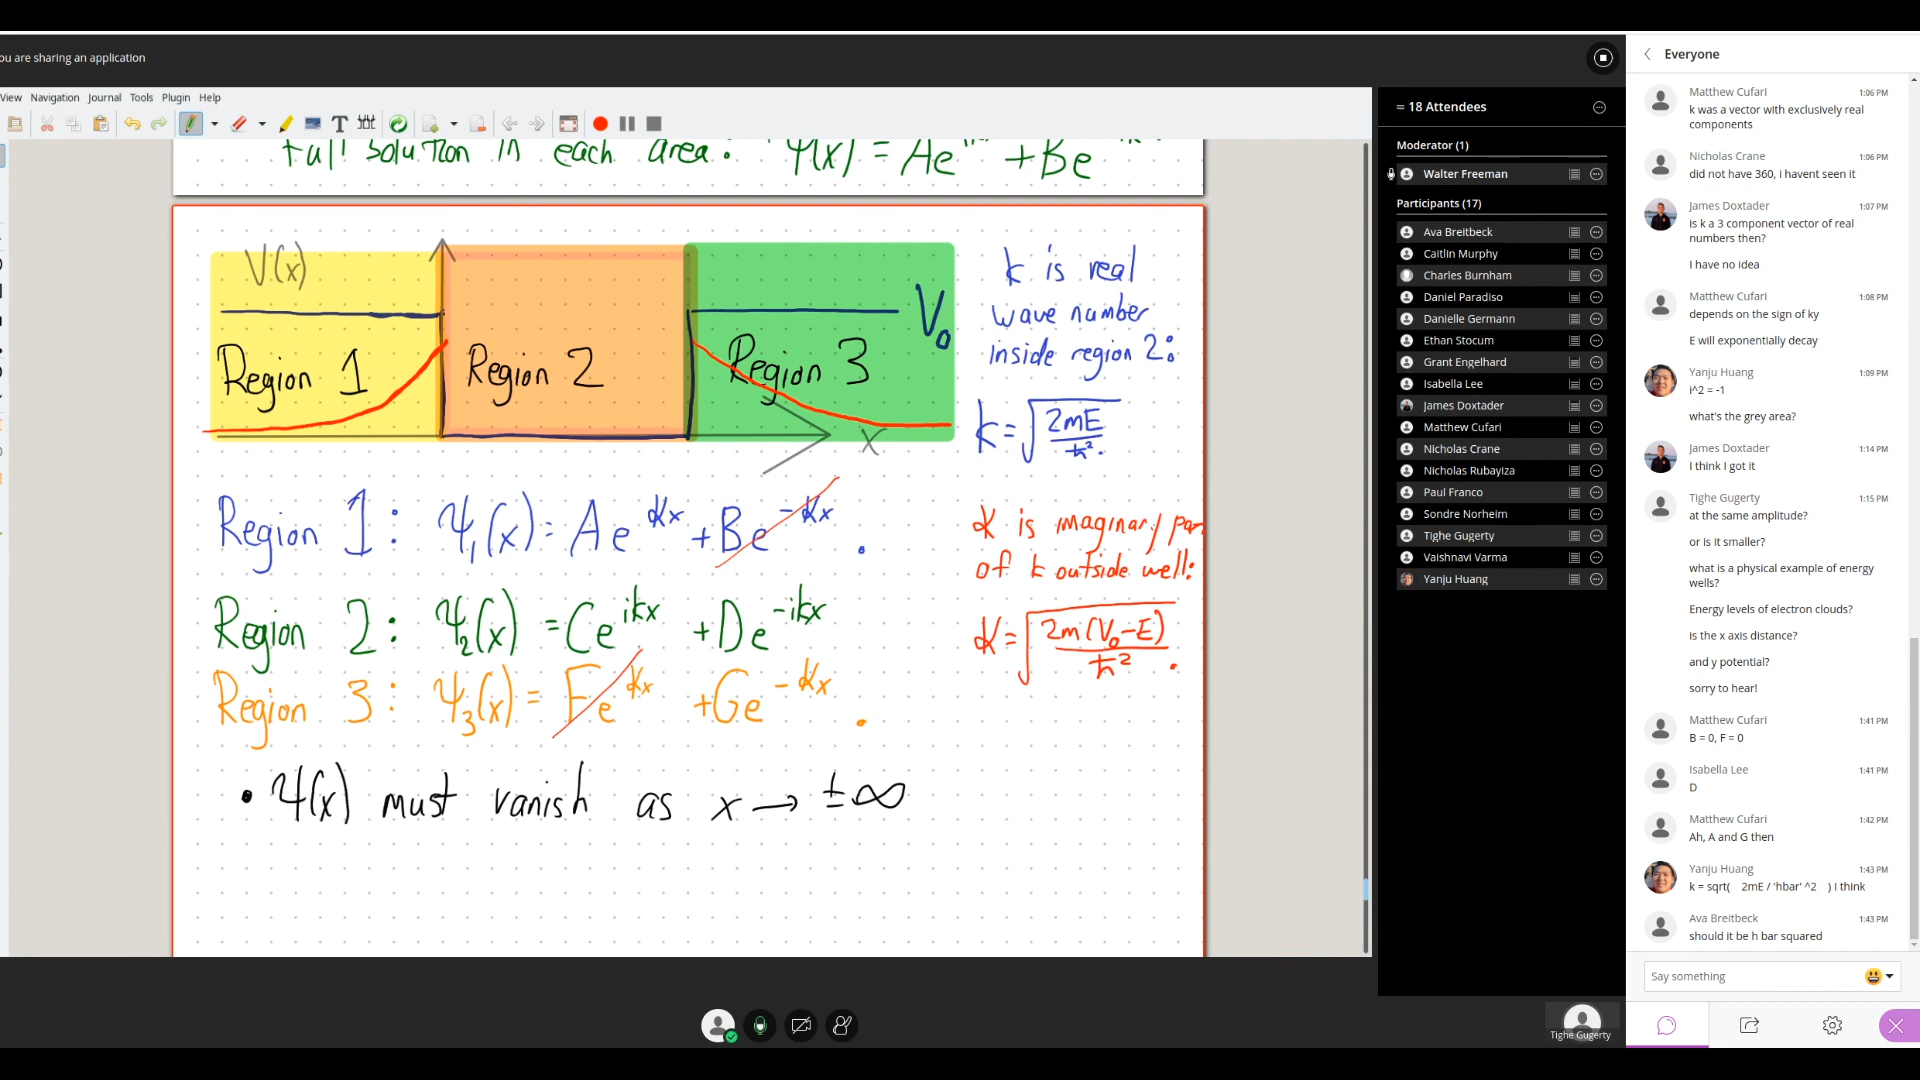 ou are sharing an application
View Navigation Journal Tools Plugin Help
full solution in each area: Ψ(x) = Ae + Be
V(x)
V₀
Region 1 Region 2 Region 3
x
k is real
wave number
inside region 2:
k = √(2mE/ħ²)
Region 1: Ψ₁(x) = Ae^(κx) + Be^(-κx).
Region 2: Ψ₂(x) = Ce^(ikx) + De^(-ikx)
Region 3: Ψ₃(x) = Fe^(κx) + Ge^(-κx).
κ is imaginary par
of k outside well:
κ = √(2m(V₀-E)/ħ²).
• Ψ(x) must vanish as x → ±∞
18 Attendees
Moderator (1)
Walter Freeman
Participants (17)
Ava Breitbeck
Caitlin Murphy
Charles Burnham
Daniel Paradiso
Danielle Germann
Ethan Stocum
Grant Engelhard
Isabella Lee
James Doxtader
Matthew Cufari
Nicholas Crane
Nicholas Rubayiza
Paul Franco
Sondre Norheim
Tighe Gugerty
Vaishnavi Varma
Yanju Huang
Tighe Gugerty
Everyone
Matthew Cufari 1:06 PM
k was a vector with exclusively real
components
Nicholas Crane 1:06 PM
did not have 360, i havent seen it
James Doxtader 1:07 PM
is k a 3 component vector of real
numbers then?
I have no idea
Matthew Cufari 1:08 PM
depends on the sign of ky
E will exponentially decay
Yanju Huang 1:09 PM
i^2 = -1
what's the grey area?
James Doxtader 1:14 PM
I think I got it
Tighe Gugerty 1:15 PM
at the same amplitude?
or is it smaller?
what is a physical example of energy
wells?
Energy levels of electron clouds?
is the x axis distance?
and y potential?
sorry to hear!
Matthew Cufari 1:41 PM
B = 0, F = 0
Isabella Lee 1:41 PM
D
Matthew Cufari 1:42 PM
Ah, A and G then
Yanju Huang 1:43 PM
k = sqrt( 2mE / 'hbar' ^2 ) I think
Ava Breitbeck 1:43 PM
should it be h bar squared
Say something